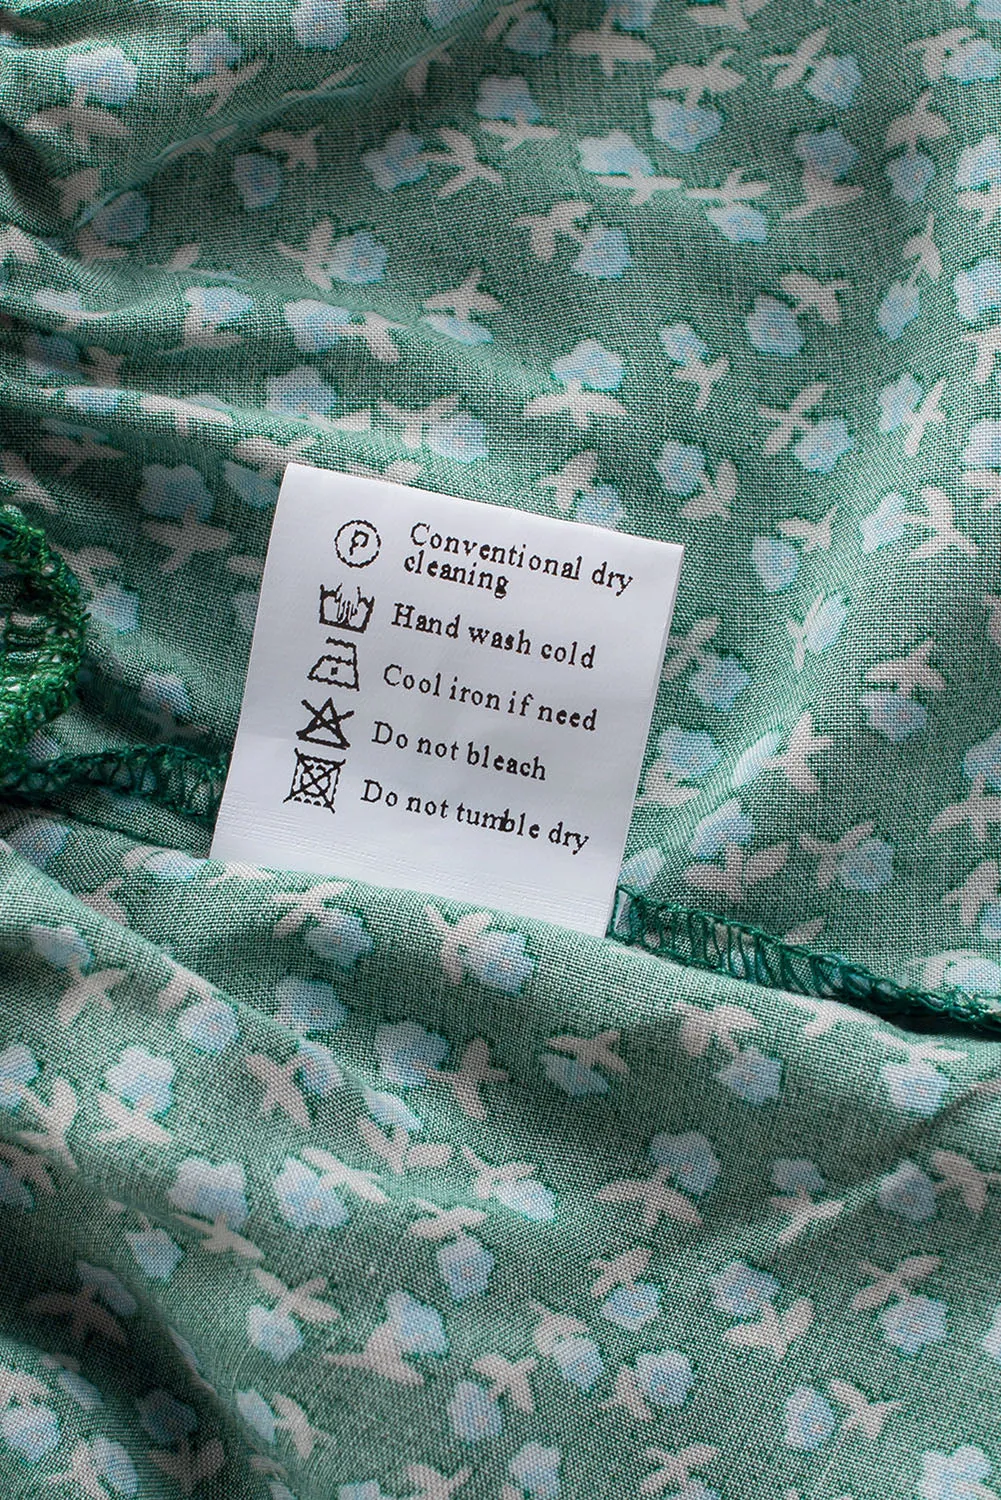 P Conventional dry
cleaning
Hand wash cold
Cool iron if need
Do not bleach
Do not tumble dry